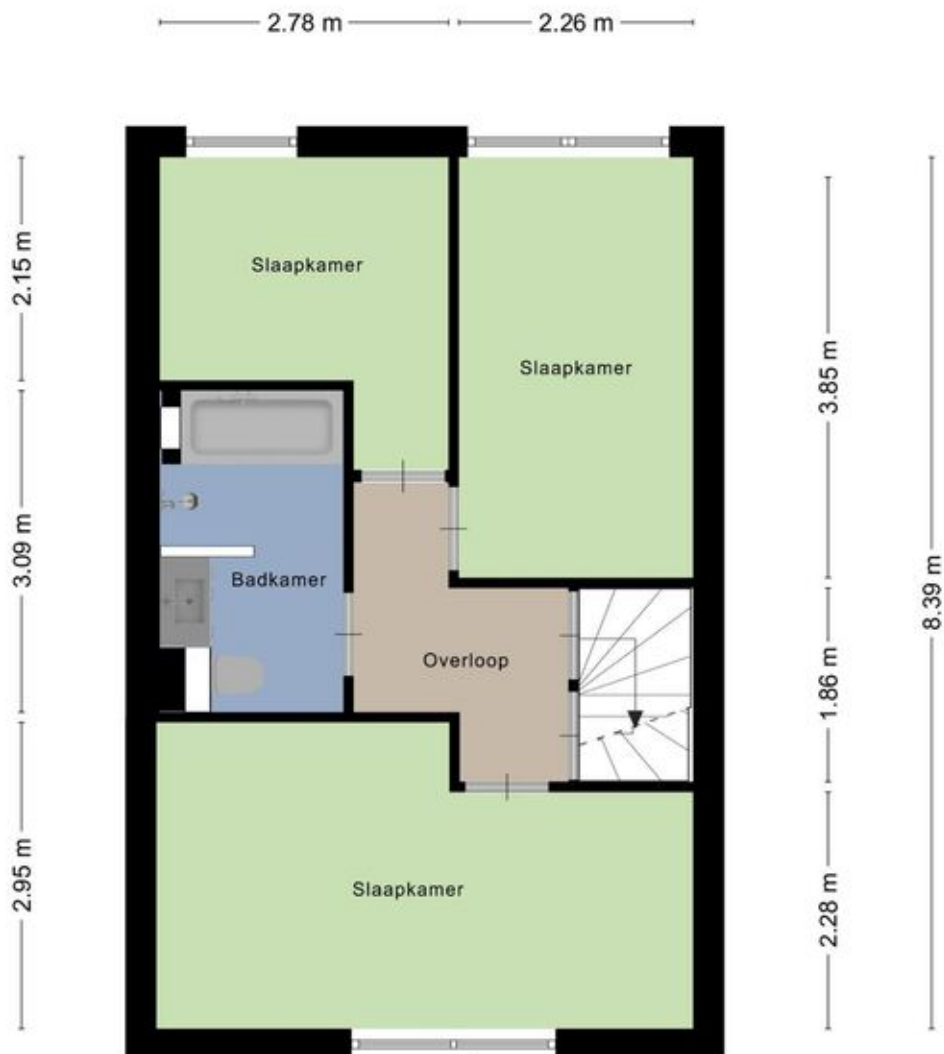 2.78 m
2.26 m
2.15 m
3.09 m
2.95 m
Slaapkamer
Slaapkamer
Badkamer
Overloop
Slaapkamer
3.85 m
1.86 m
2.28 m
8.39 m